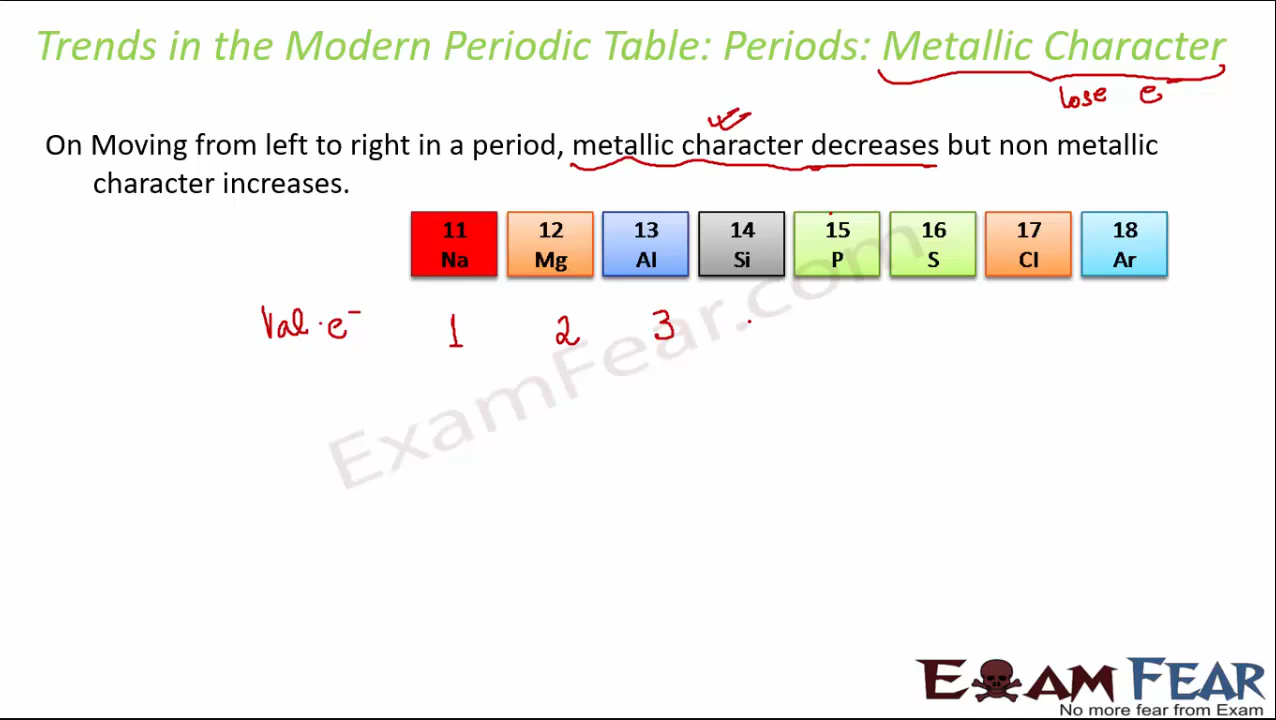 Trends in the Modern Periodic Table: Periods: Metallic Character
lose e
On Moving from left to right in a period, metallic character decreases but non metallic
character increases.
11 12 13 14 15 16 17 18
Na Mg Al Si P S Cl Ar
Val. e⁻ 1 2 3
ExamFear.com
EXAM FEAR
No more fear from Exam